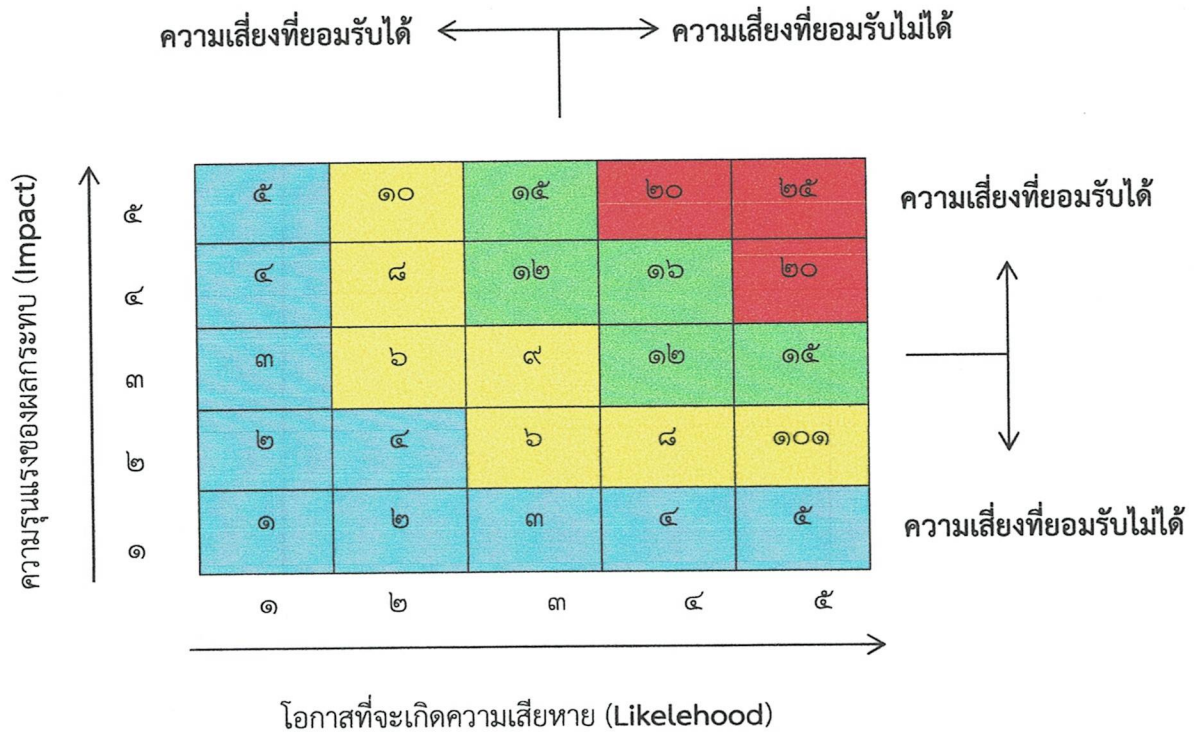 ความเสี่ยงที่ยอมรับได้ ความเสี่ยงที่ยอมรับไม่ได้
ความรุนแรงของผลกระทบ (Impact)
๕ ๕ ๑๐ ๑๕ ๒๐ ๒๕ ความเสี่ยงที่ยอมรับได้
๔ ๔ ๘ ๑๒ ๑๖ ๒๐
๓ ๓ ๖ ๙ ๑๒ ๑๕
๒ ๒ ๔ ๖ ๘ ๑๐๑
๑ ๑ ๒ ๓ ๔ ๕ ความเสี่ยงที่ยอมรับไม่ได้
๑ ๒ ๓ ๔ ๕
โอกาสที่จะเกิดความเสียหาย (Likelehood)